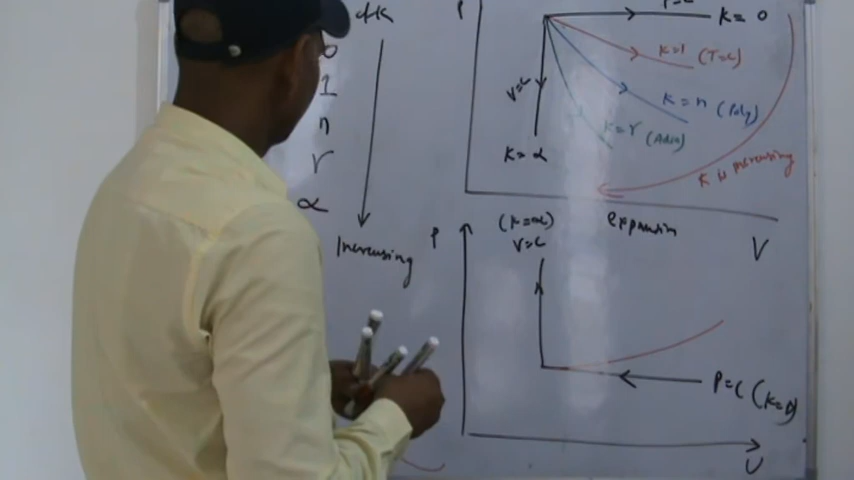 ↓K
0
1
n
γ
α
Increasing
P
P=C
K=0
K=1 (T=C)
K=n (Poly)
K=γ (Adia)
V=C
K=α
K is increasing
V
expansion
P
(K=α)
V=C
P=C (K=0)
V